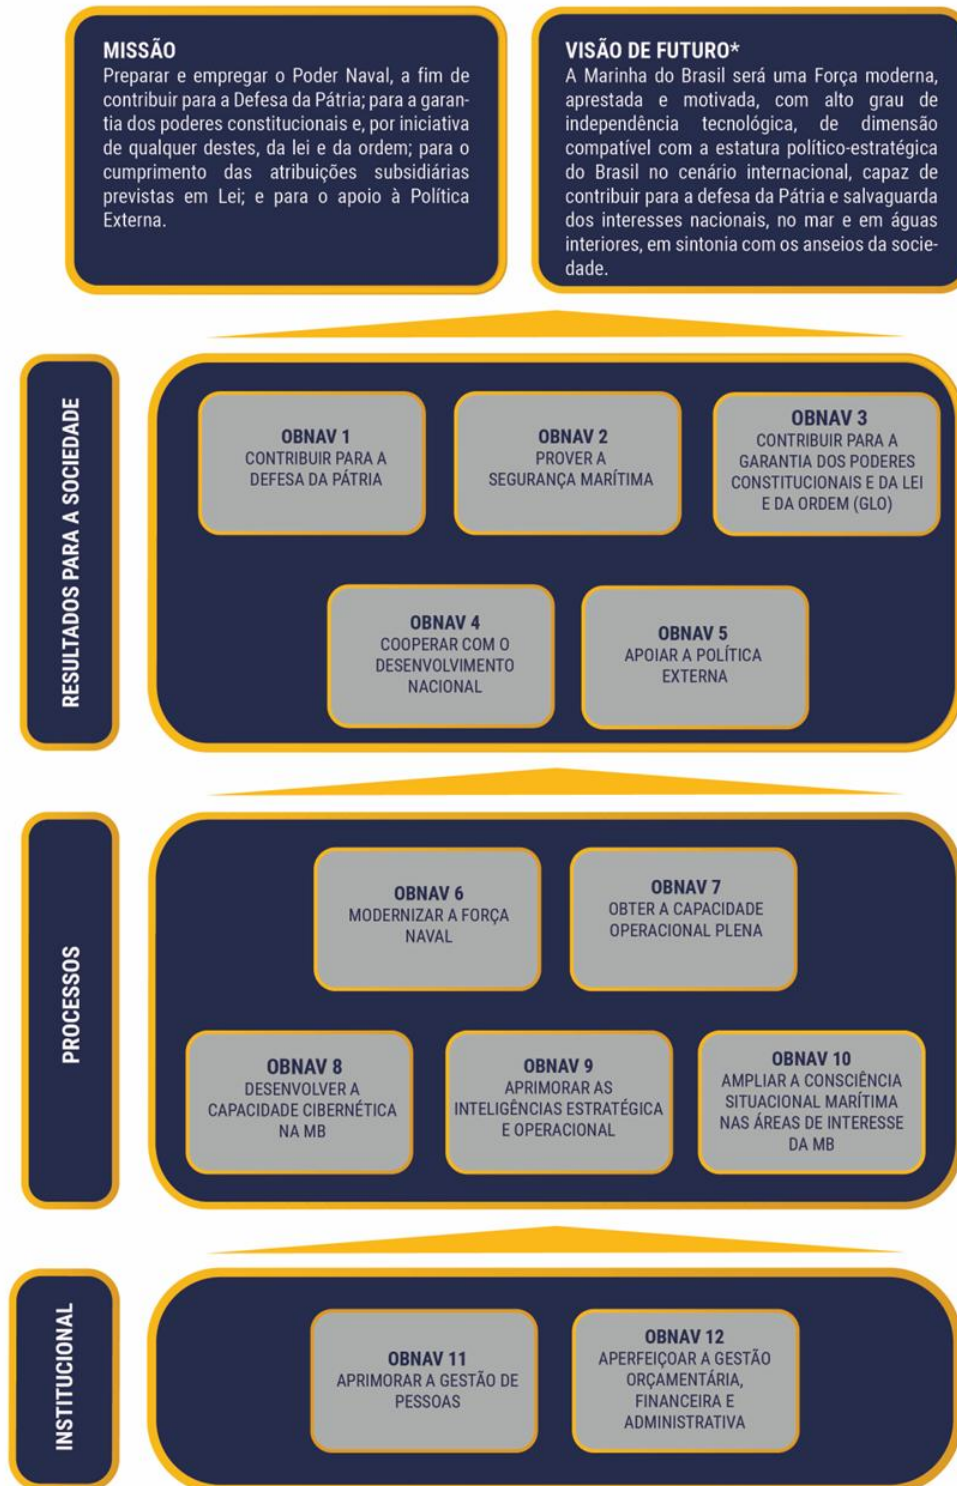 MISSÃO
Preparar e empregar o Poder Naval, a fim de
contribuir para a Defesa da Pátria; para a garan-
tia dos poderes constitucionais e, por iniciativa
de qualquer destes, da lei e da ordem; para o
cumprimento das atribuições subsidiárias
previstas em Lei; e para o apoio à Política
Externa.
VISÃO DE FUTURO*
A Marinha do Brasil será uma Força moderna,
aprestada e motivada, com alto grau de
independência tecnológica, de dimensão
compatível com a estatura político-estratégica
do Brasil no cenário internacional, capaz de
contribuir para a defesa da Pátria e salvaguarda
dos interesses nacionais, no mar e em águas
interiores, em sintonia com os anseios da socie-
dade.
RESULTADOS PARA A SOCIEDADE
OBNAV 1
CONTRIBUIR PARA A
DEFESA DA PÁTRIA
OBNAV 2
PROVER A
SEGURANÇA MARÍTIMA
OBNAV 3
CONTRIBUIR PARA A
GARANTIA DOS PODERES
CONSTITUCIONAIS E DA LEI
E DA ORDEM (GLO)
OBNAV 4
COOPERAR COM O
DESENVOLVIMENTO
NACIONAL
OBNAV 5
APOIAR A POLÍTICA
EXTERNA
PROCESSOS
OBNAV 6
MODERNIZAR A FORÇA
NAVAL
OBNAV 7
OBTER A CAPACIDADE
OPERACIONAL PLENA
OBNAV 8
DESENVOLVER A
CAPACIDADE CIBERNÉTICA
NA MB
OBNAV 9
APRIMORAR AS
INTELIGÊNCIAS ESTRATÉGICA
E OPERACIONAL
OBNAV 10
AMPLIAR A CONSCIÊNCIA
SITUACIONAL MARÍTIMA
NAS ÁREAS DE INTERESSE
DA MB
INSTITUCIONAL
OBNAV 11
APRIMORAR A GESTÃO DE
PESSOAS
OBNAV 12
APERFEIÇOAR A GESTÃO
ORÇAMENTÁRIA,
FINANCEIRA E
ADMINISTRATIVA